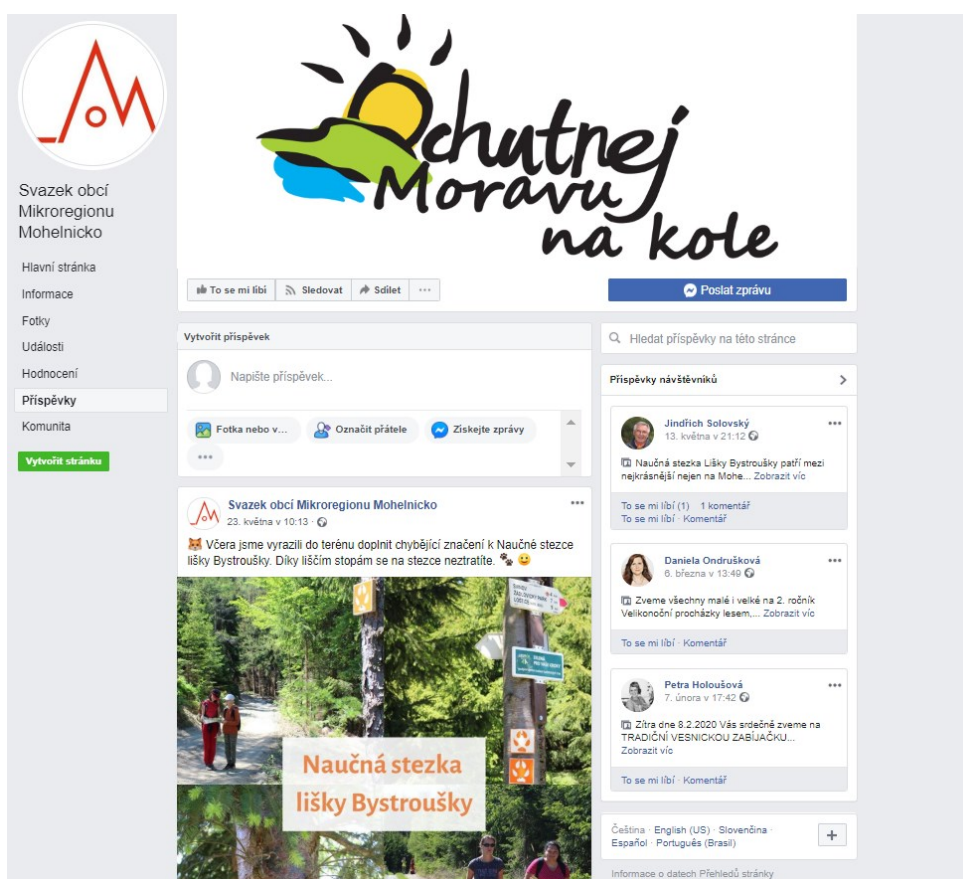 Ochutnej
Moravu
na kole
Svazek obcí
Mikroregionu
Mohelnicko
Hlavní stránka
Informace
Fotky
Události
Hodnocení
Příspěvky
Komunita
Vytvořit stránku
To se mi líbí
Sledovat
Sdílet
Poslat zprávu
Vytvořit příspěvek
Napište příspěvek...
Fotka nebo v...
Označit přátele
Získejte zprávy
Svazek obcí Mikroregionu Mohelnicko
23. května v 10:13 ·
Včera jsme vyrazili do terénu doplnit chybějící značení k Naučné stezce
lišky Bystroušky. Díky liščím stopám se na stezce neztratíte.
Naučná stezka
lišky Bystroušky
Hledat příspěvky na této stránce
Příspěvky návštěvníků
Jindřich Solovský
13. května v 21:12
Naučná stezka Lišky Bystroušky patří mezi
nejkrásnější nejen na Mohe... Zobrazit víc
To se mi líbí (1) 1 komentář
To se mi líbí · Komentář
Daniela Ondrušková
6. března v 13:49
Zveme všechny malé i velké na 2. ročník
Velikonoční procházky lesem,... Zobrazit víc
To se mi líbí · Komentář
Petra Holoušová
7. února v 17:42
Zítra dne 8.2.2020 Vás srdečně zveme na
TRADIČNÍ VESNICKOU ZABÍJAČKU...
Zobrazit víc
To se mi líbí · Komentář
Čeština · English (US) · Slovenčina ·
Español · Português (Brasil)
Informace o datech Přehledů stránky